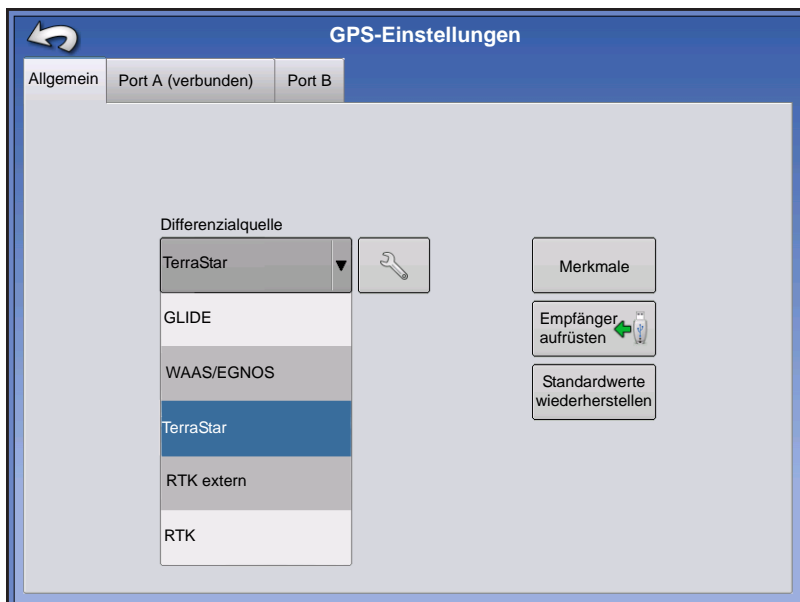 GPS-Einstellungen
Allgemein
Port A (verbunden)
Port B
Differenzialquelle
TerraStar
GLIDE
WAAS/EGNOS
TerraStar
RTK extern
RTK
Merkmale
Empfänger
aufrüsten
Standardwerte
wiederherstellen